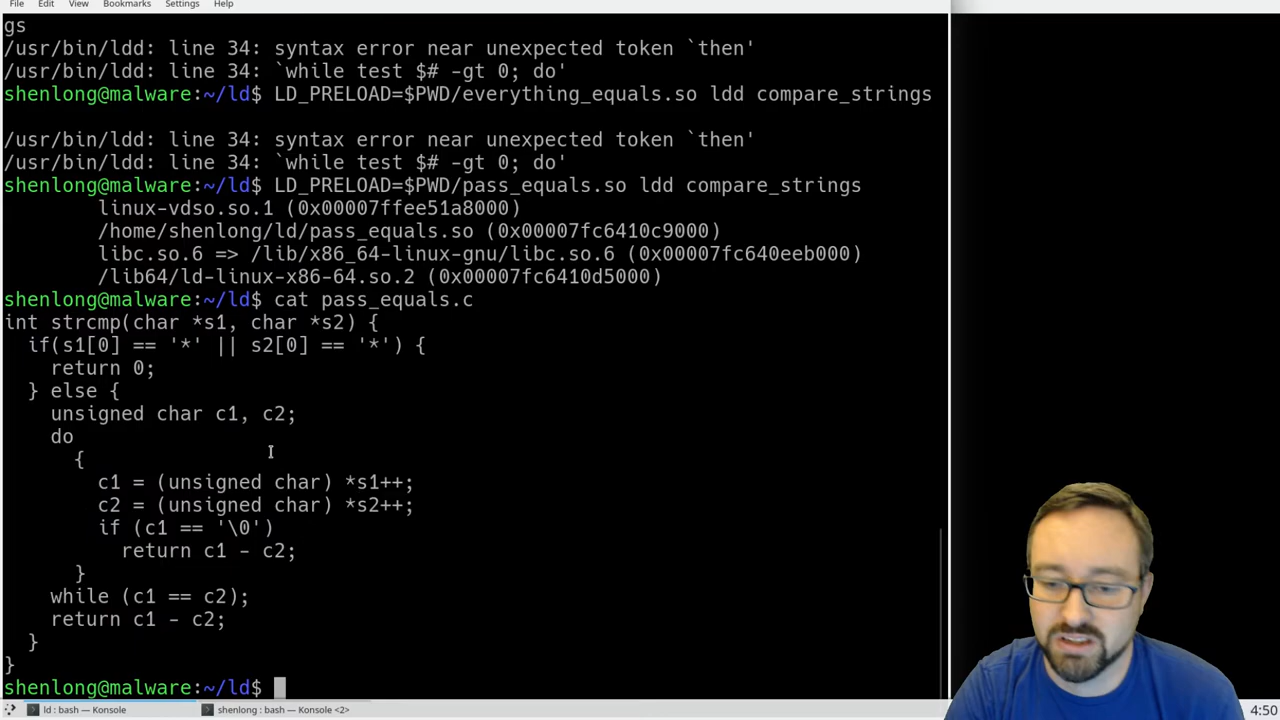 File Edit View Bookmarks Settings Help
gs
/usr/bin/ldd: line 34: syntax error near unexpected token `then'
/usr/bin/ldd: line 34: `while test $# -gt 0; do'
shenlong@malware:~/ld$ LD_PRELOAD=$PWD/everything_equals.so ldd compare_strings
/usr/bin/ldd: line 34: syntax error near unexpected token `then'
/usr/bin/ldd: line 34: `while test $# -gt 0; do'
shenlong@malware:~/ld$ LD_PRELOAD=$PWD/pass_equals.so ldd compare_strings
linux-vdso.so.1 (0x00007ffee51a8000)
/home/shenlong/ld/pass_equals.so (0x00007fc6410c9000)
libc.so.6 => /lib/x86_64-linux-gnu/libc.so.6 (0x00007fc640eeb000)
/lib64/ld-linux-x86-64.so.2 (0x00007fc6410d5000)
shenlong@malware:~/ld$ cat pass_equals.c
int strcmp(char *s1, char *s2) {
if(s1[0] == '*' || s2[0] == '*') {
return 0;
} else {
unsigned char c1, c2;
do
{
c1 = (unsigned char) *s1++;
c2 = (unsigned char) *s2++;
if (c1 == '\0')
return c1 - c2;
}
while (c1 == c2);
return c1 - c2;
}
}
shenlong@malware:~/ld$
ld : bash — Konsole
shenlong : bash — Konsole <2>
4:50